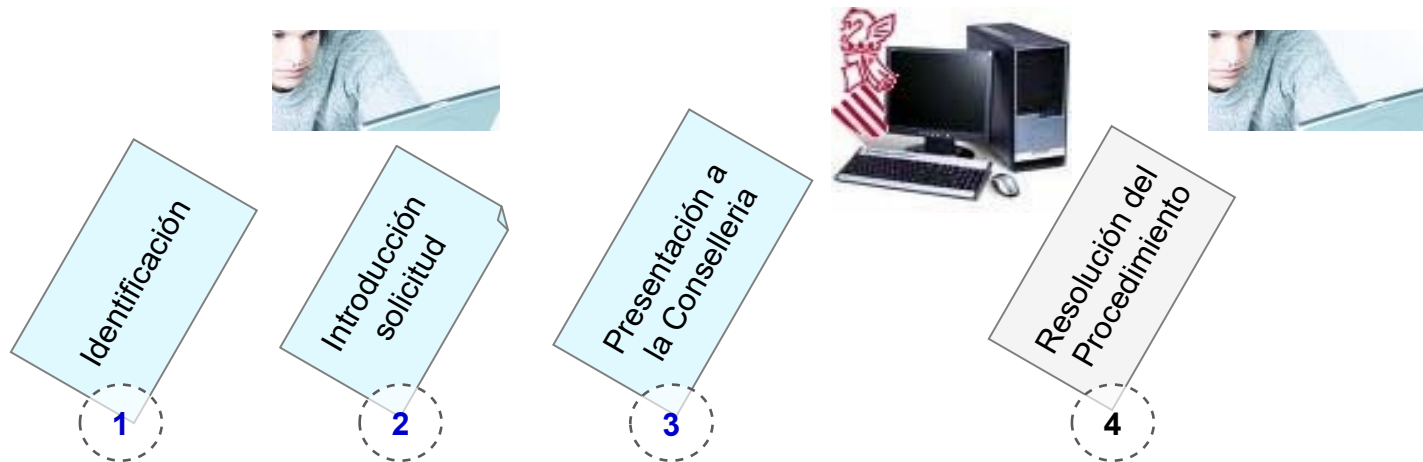 Identificación
1
Introducción
solicitud
2
Presentación a
la Conselleria
3
Resolución del
Procedimiento
4